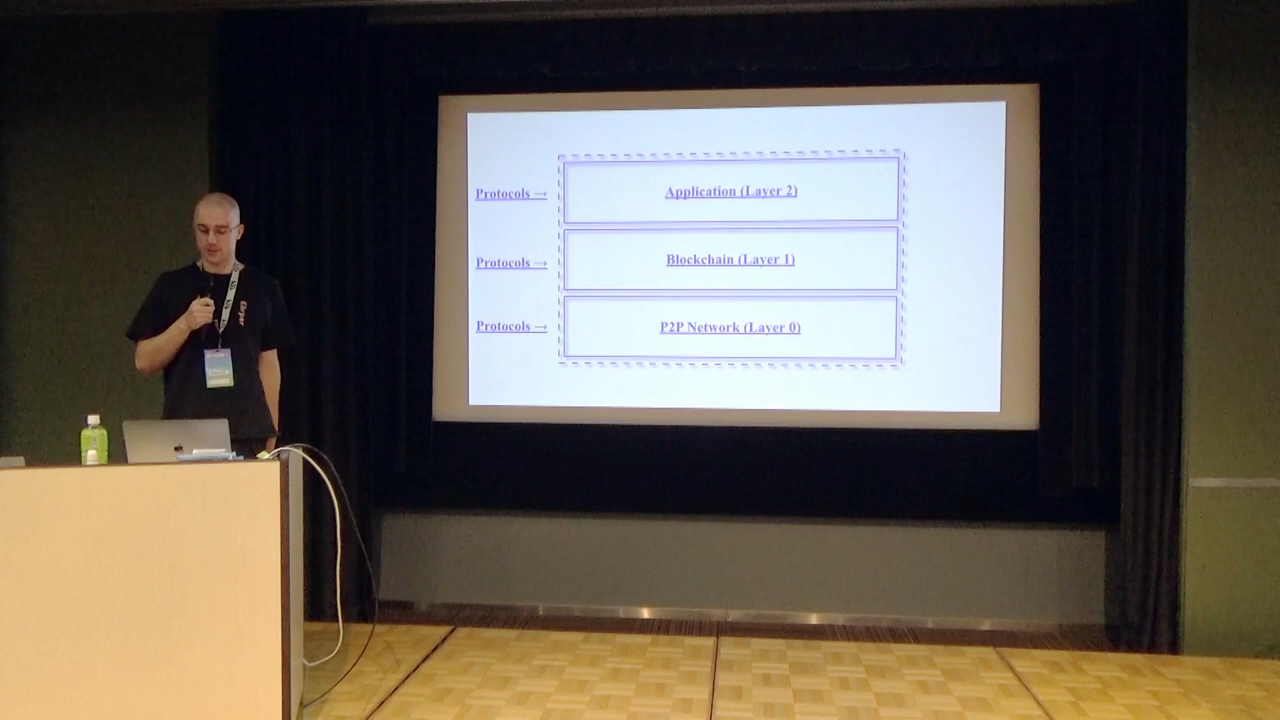 Protocols →
Application (Layer 2)
Protocols →
Blockchain (Layer 1)
Protocols →
P2P Network (Layer 0)